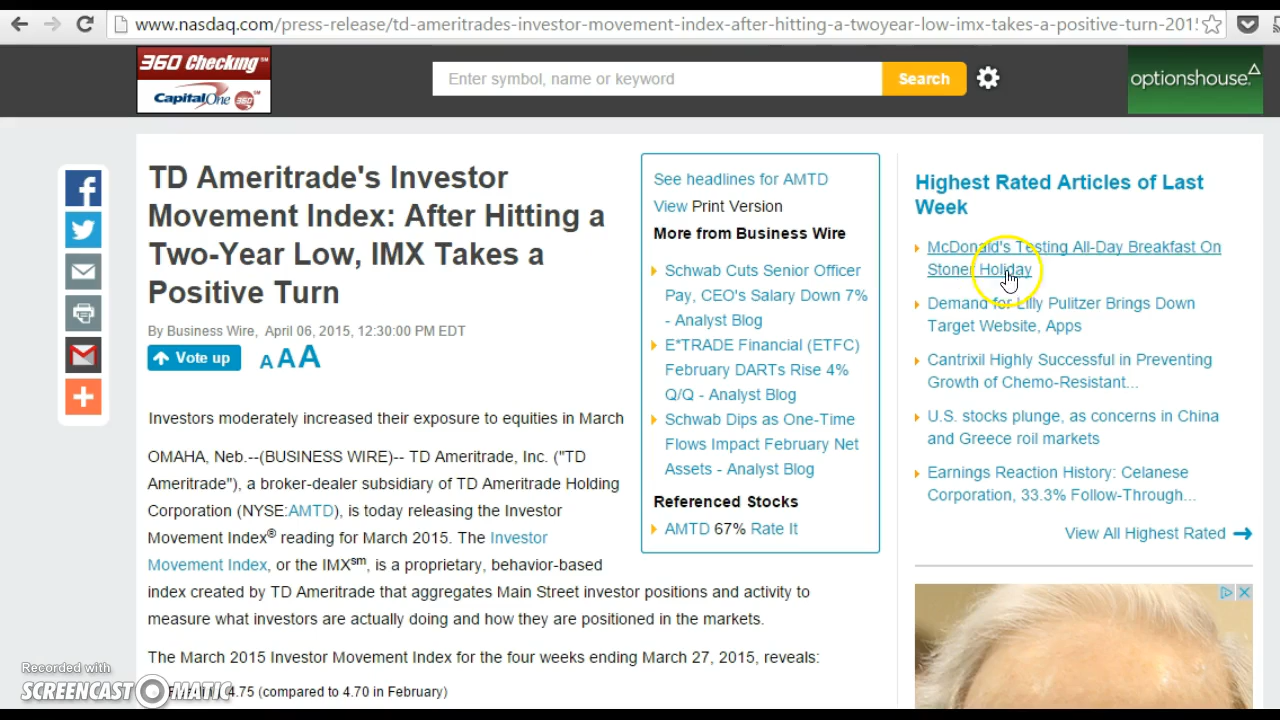 www.nasdaq.com/press-release/td-ameritrades-investor-movement-index-after-hitting-a-twoyear-low-imx-takes-a-positive-turn-201
360 Checking SM
Capital One 360 SM
Enter symbol, name or keyword
Search
optionshouse
TD Ameritrade's Investor
Movement Index: After Hitting a
Two-Year Low, IMX Takes a
Positive Turn
By Business Wire, April 06, 2015, 12:30:00 PM EDT
Vote up
A A A
Investors moderately increased their exposure to equities in March
OMAHA, Neb.--(BUSINESS WIRE)-- TD Ameritrade, Inc. ("TD
Ameritrade"), a broker-dealer subsidiary of TD Ameritrade Holding
Corporation (NYSE:AMTD), is today releasing the Investor
Movement Index® reading for March 2015. The Investor
Movement Index, or the IMXsm, is a proprietary, behavior-based
index created by TD Ameritrade that aggregates Main Street investor positions and activity to
measure what investors are actually doing and how they are positioned in the markets.
The March 2015 Investor Movement Index for the four weeks ending March 27, 2015, reveals:
4.75 (compared to 4.70 in February)
See headlines for AMTD
View Print Version
More from Business Wire
Schwab Cuts Senior Officer
Pay, CEO's Salary Down 7%
- Analyst Blog
E*TRADE Financial (ETFC)
February DARTs Rise 4%
Q/Q - Analyst Blog
Schwab Dips as One-Time
Flows Impact February Net
Assets - Analyst Blog
Referenced Stocks
AMTD 67% Rate It
Highest Rated Articles of Last
Week
McDonald's Testing All-Day Breakfast On
Stoner Holiday
Demand for Lilly Pulitzer Brings Down
Target Website, Apps
Cantrixil Highly Successful in Preventing
Growth of Chemo-Resistant...
U.S. stocks plunge, as concerns in China
and Greece roil markets
Earnings Reaction History: Celanese
Corporation, 33.3% Follow-Through...
View All Highest Rated
Recorded with
SCREENCAST MATIC